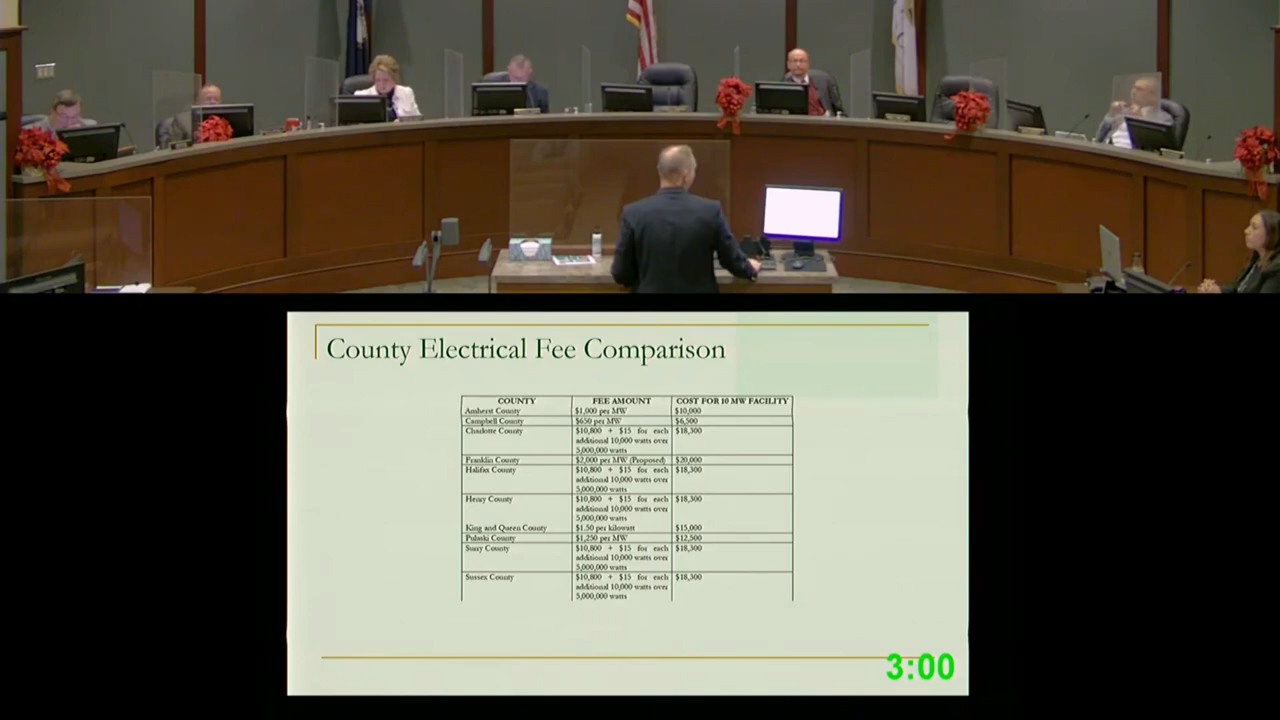 County Electrical Fee Comparison
COUNTY FEE AMOUNT COST FOR 10 MW FACILITY
Amherst County $1,000 per MW $10,000
Campbell County $650 per MW $6,500
Charlotte County $10,800 + $15 for each $18,300
additional 10,000 watts over
5,000,000 watts
Franklin County $2,000 per MW (Proposed) $20,000
Halifax County $10,800 + $15 for each $18,300
additional 10,000 watts over
5,000,000 watts
Henry County $10,800 + $15 for each $18,300
additional 10,000 watts over
5,000,000 watts
King and Queen County $1.50 per kilowatt $15,000
Pulaski County $1,250 per MW $12,500
Surry County $10,800 + $15 for each $18,300
additional 10,000 watts over
5,000,000 watts
Sussex County $10,800 + $15 for each $18,300
additional 10,000 watts over
5,000,000 watts
3:00